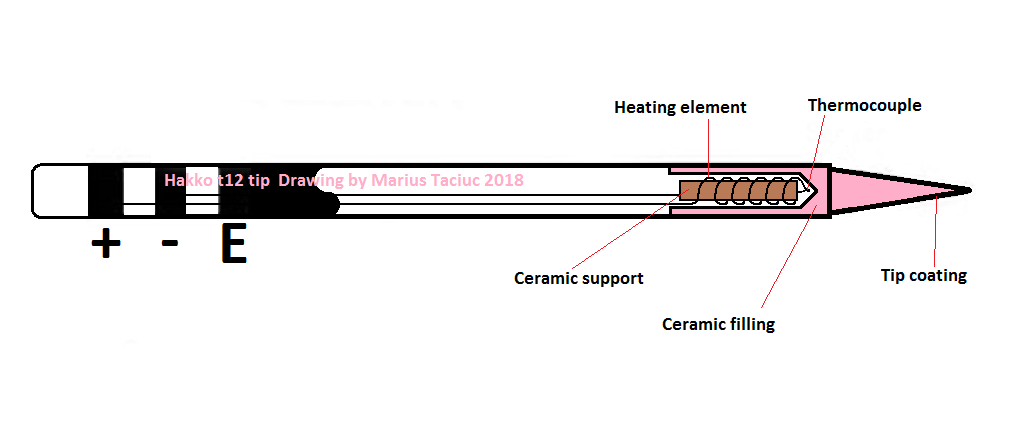 Heating element
Thermocouple
Hakko t12 tip Drawing by Marius Taciuc 2018
+ - E
Ceramic support
Tip coating
Ceramic filling